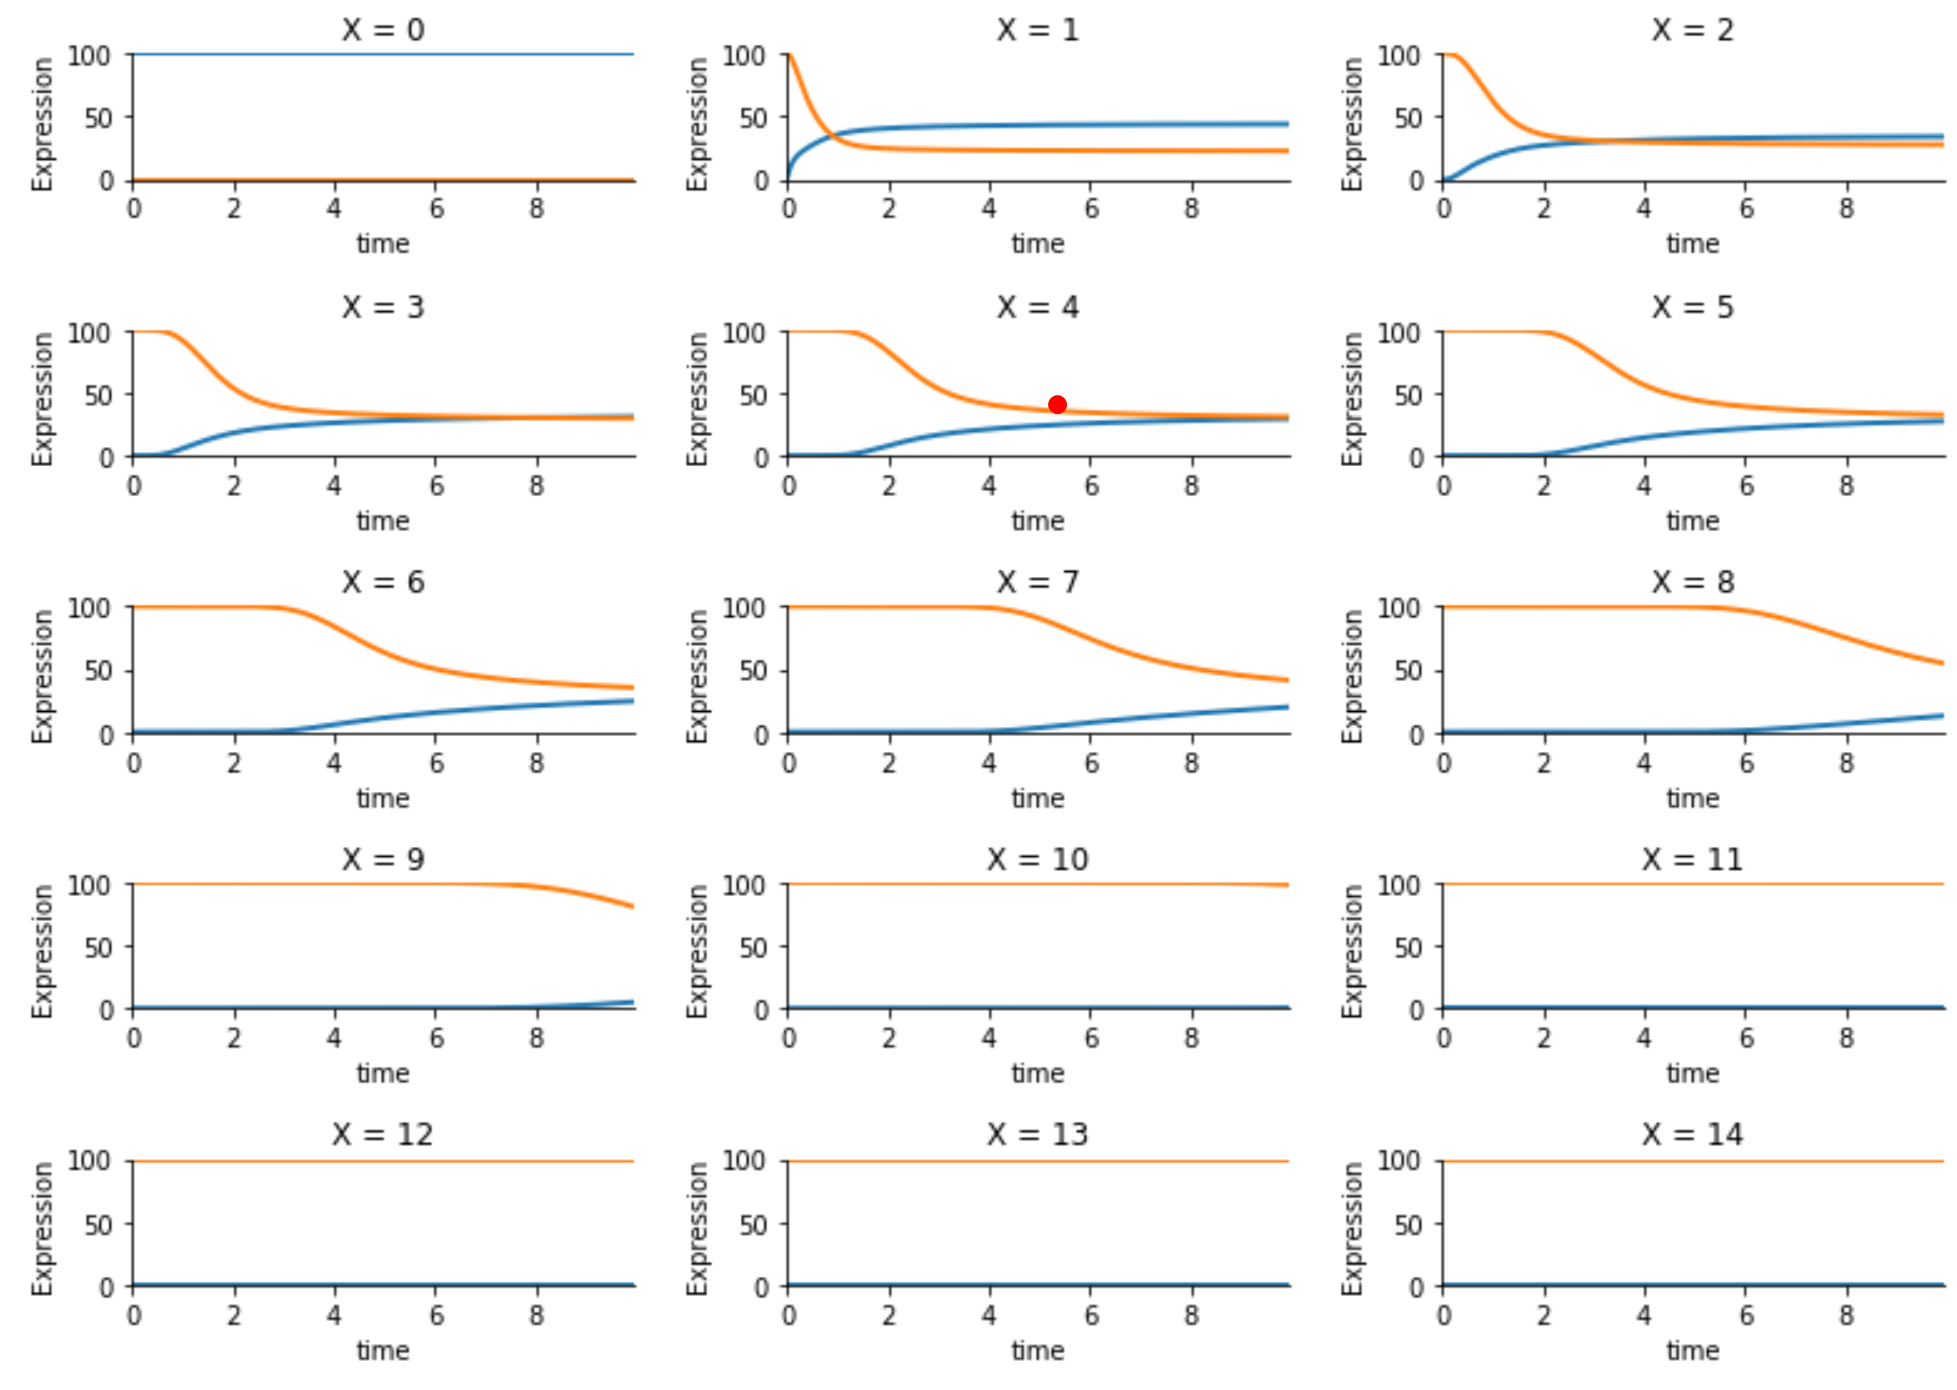 X = 0
X = 1
X = 2
Expression
100
50
0
0 2 4 6 8
time
Expression
100
50
0
0 2 4 6 8
time
Expression
100
50
0
0 2 4 6 8
time
X = 3
X = 4
X = 5
Expression
100
50
0
0 2 4 6 8
time
Expression
100
50
0
0 2 4 6 8
time
Expression
100
50
0
0 2 4 6 8
time
X = 6
X = 7
X = 8
Expression
100
50
0
0 2 4 6 8
time
Expression
100
50
0
0 2 4 6 8
time
Expression
100
50
0
0 2 4 6 8
time
X = 9
X = 10
X = 11
Expression
100
50
0
0 2 4 6 8
time
Expression
100
50
0
0 2 4 6 8
time
Expression
100
50
0
0 2 4 6 8
time
X = 12
X = 13
X = 14
Expression
100
50
0
0 2 4 6 8
time
Expression
100
50
0
0 2 4 6 8
time
Expression
100
50
0
0 2 4 6 8
time